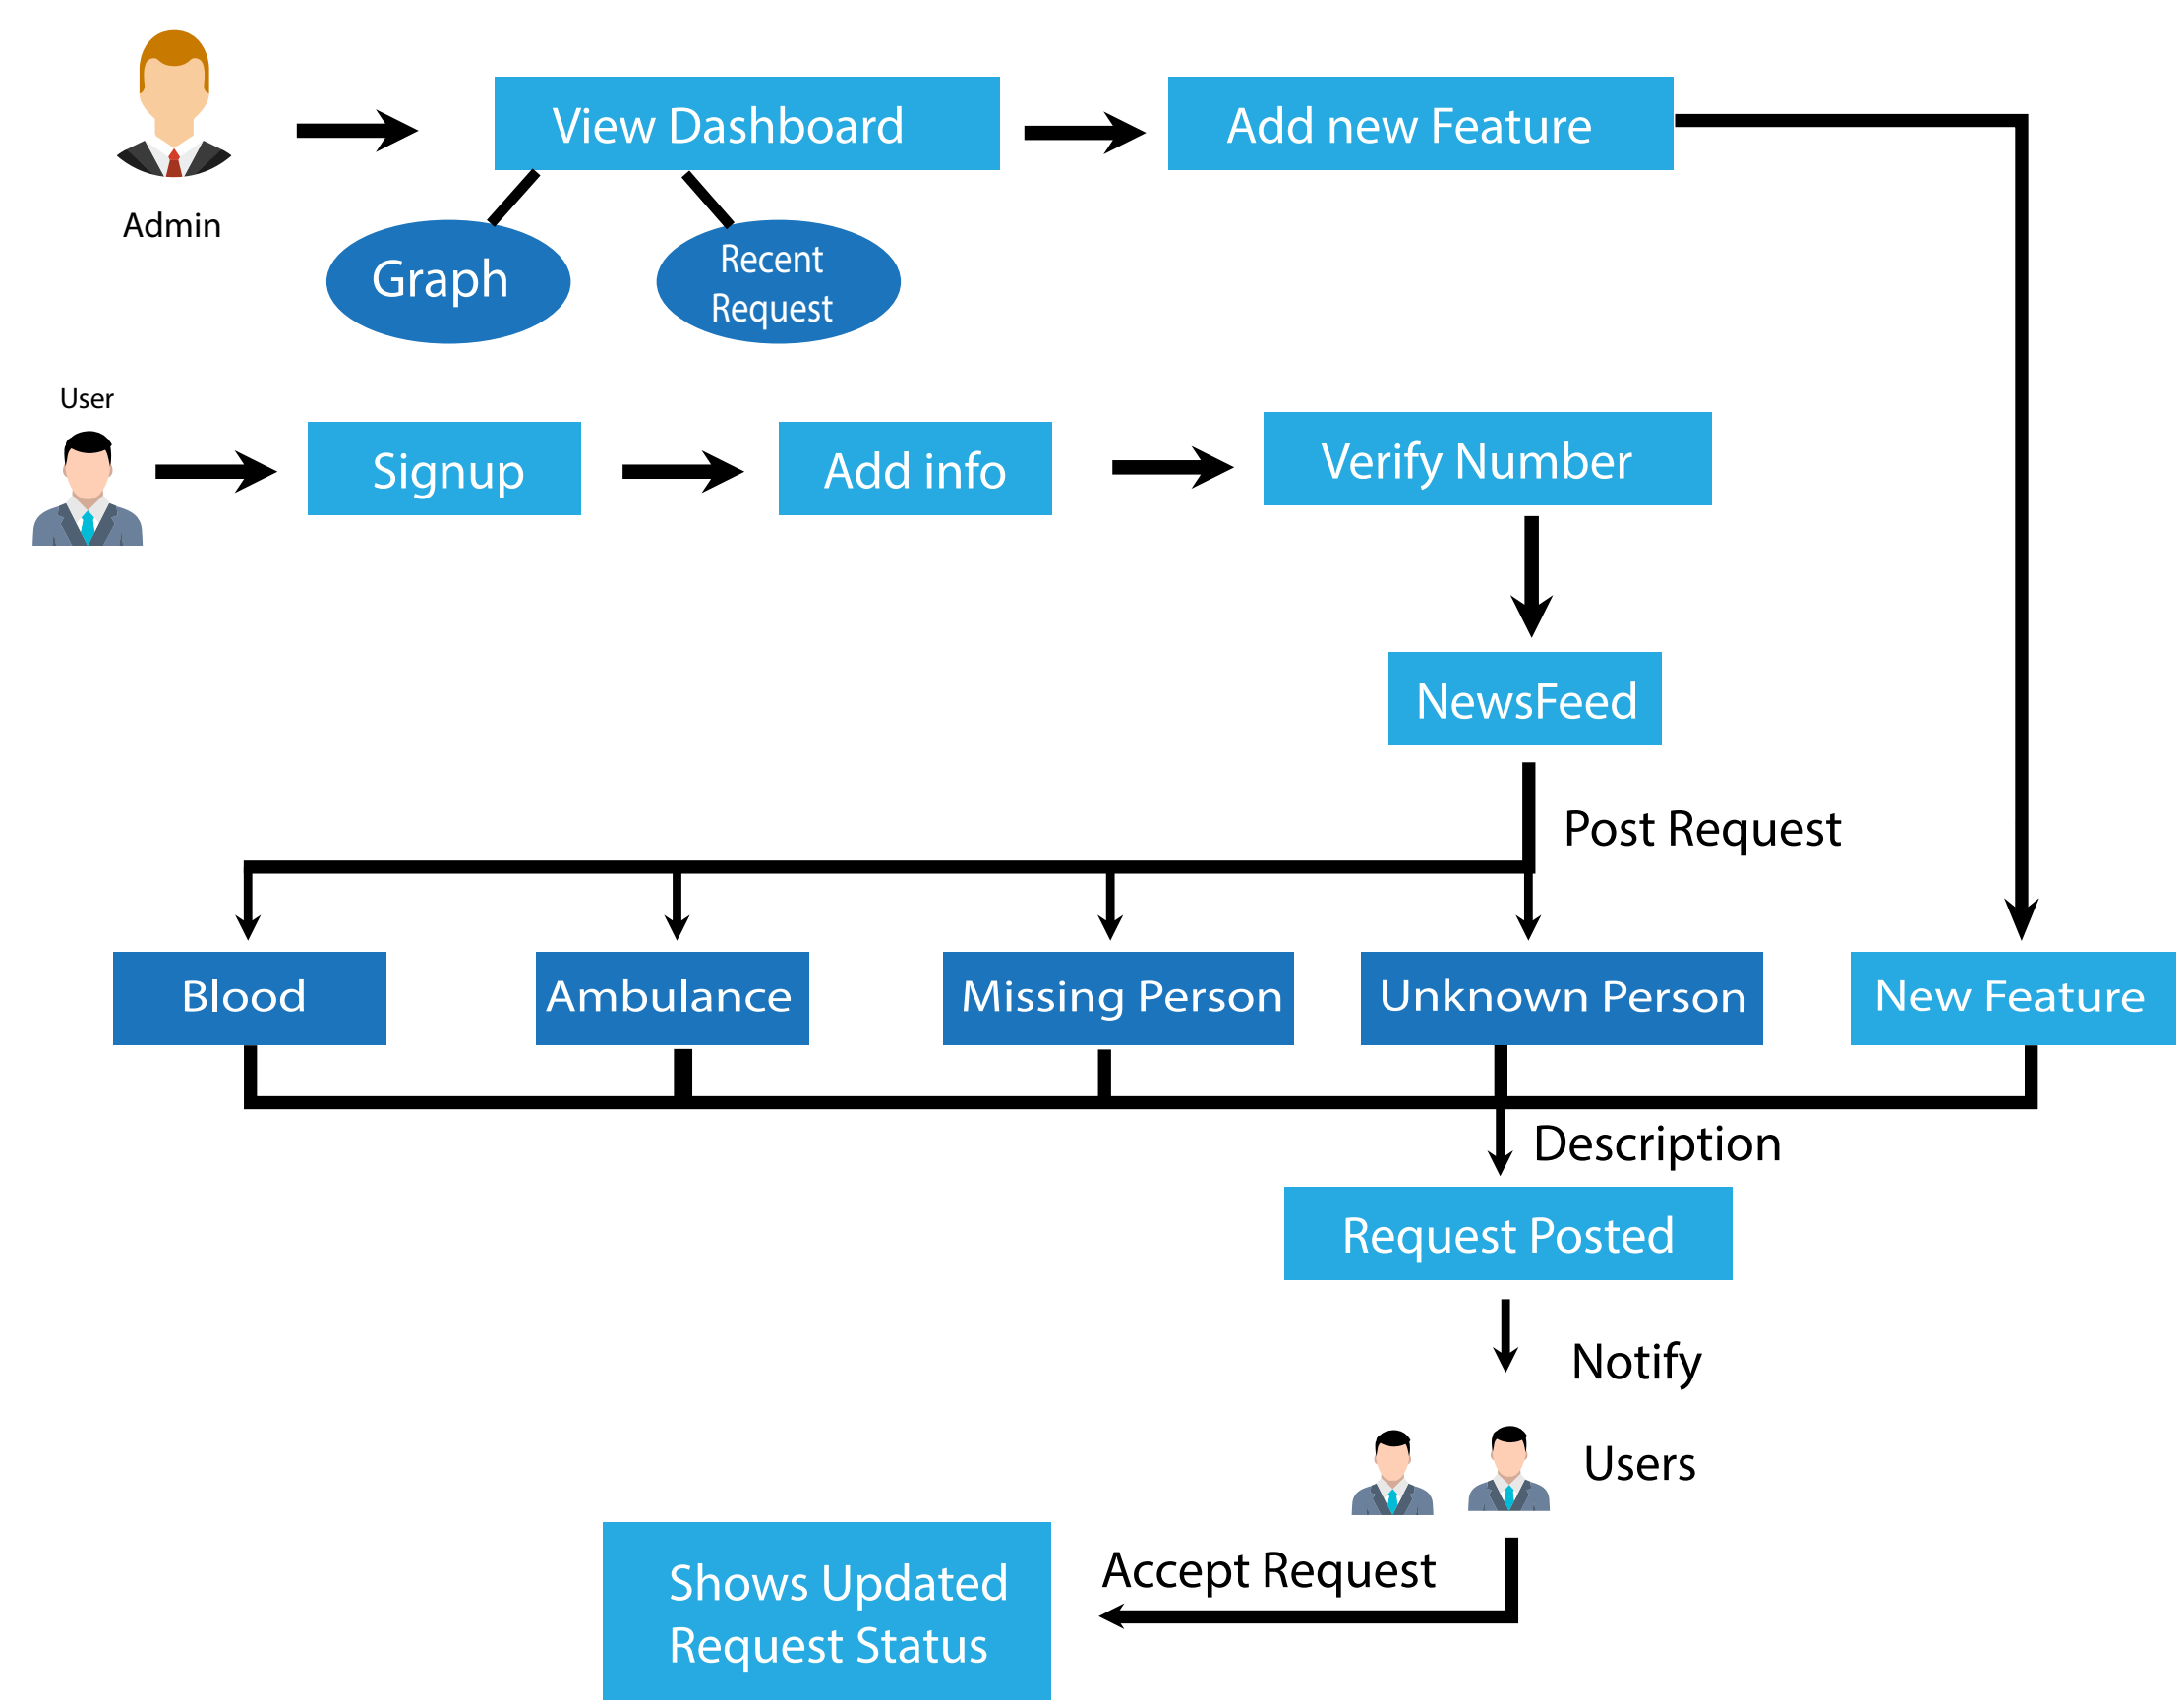 View Dashboard
Add new Feature
Admin
Graph
Recent
Request
User
Signup
Add info
Verify Number
NewsFeed
Post Request
Blood
Ambulance
Missing Person
Unknown Person
New Feature
Description
Request Posted
Notify
Users
Accept Request
Shows Updated
Request Status